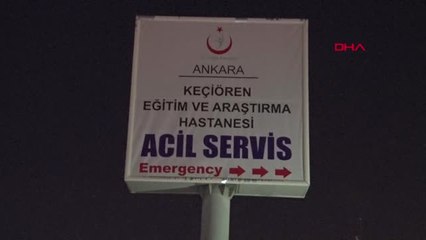 DHA
ANKARA
KEÇİÖREN
EĞİTİM VE ARAŞTIRMA
HASTANESİ
ACİL SERVİS
Emergency